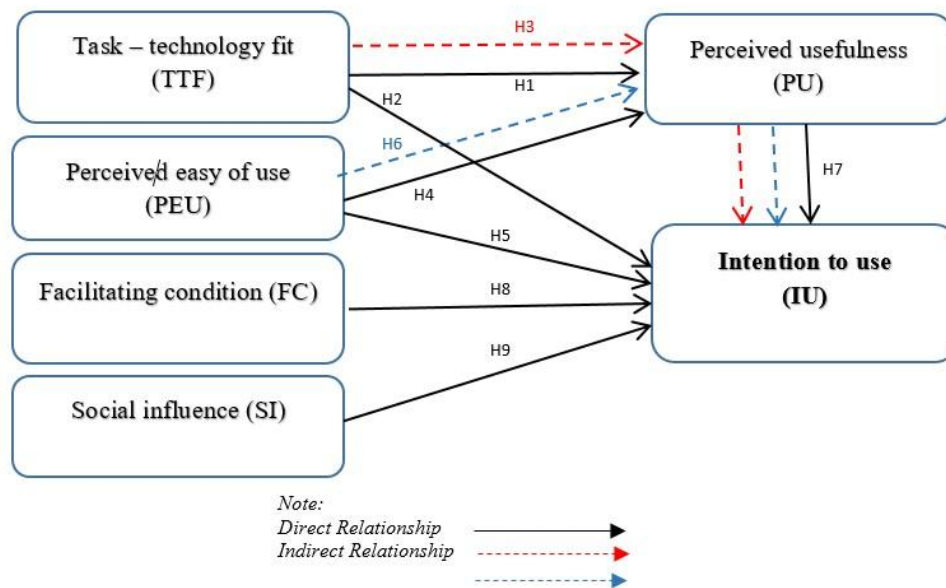 Task – technology fit
(TTF)
H3
Perceived usefulness
(PU)
H1
H2
H6
Perceived easy of use
(PEU)
H4
H7
H5
Intention to use
(IU)
Facilitating condition (FC)
H8
H9
Social influence (SI)
Note:
Direct Relationship
Indirect Relationship